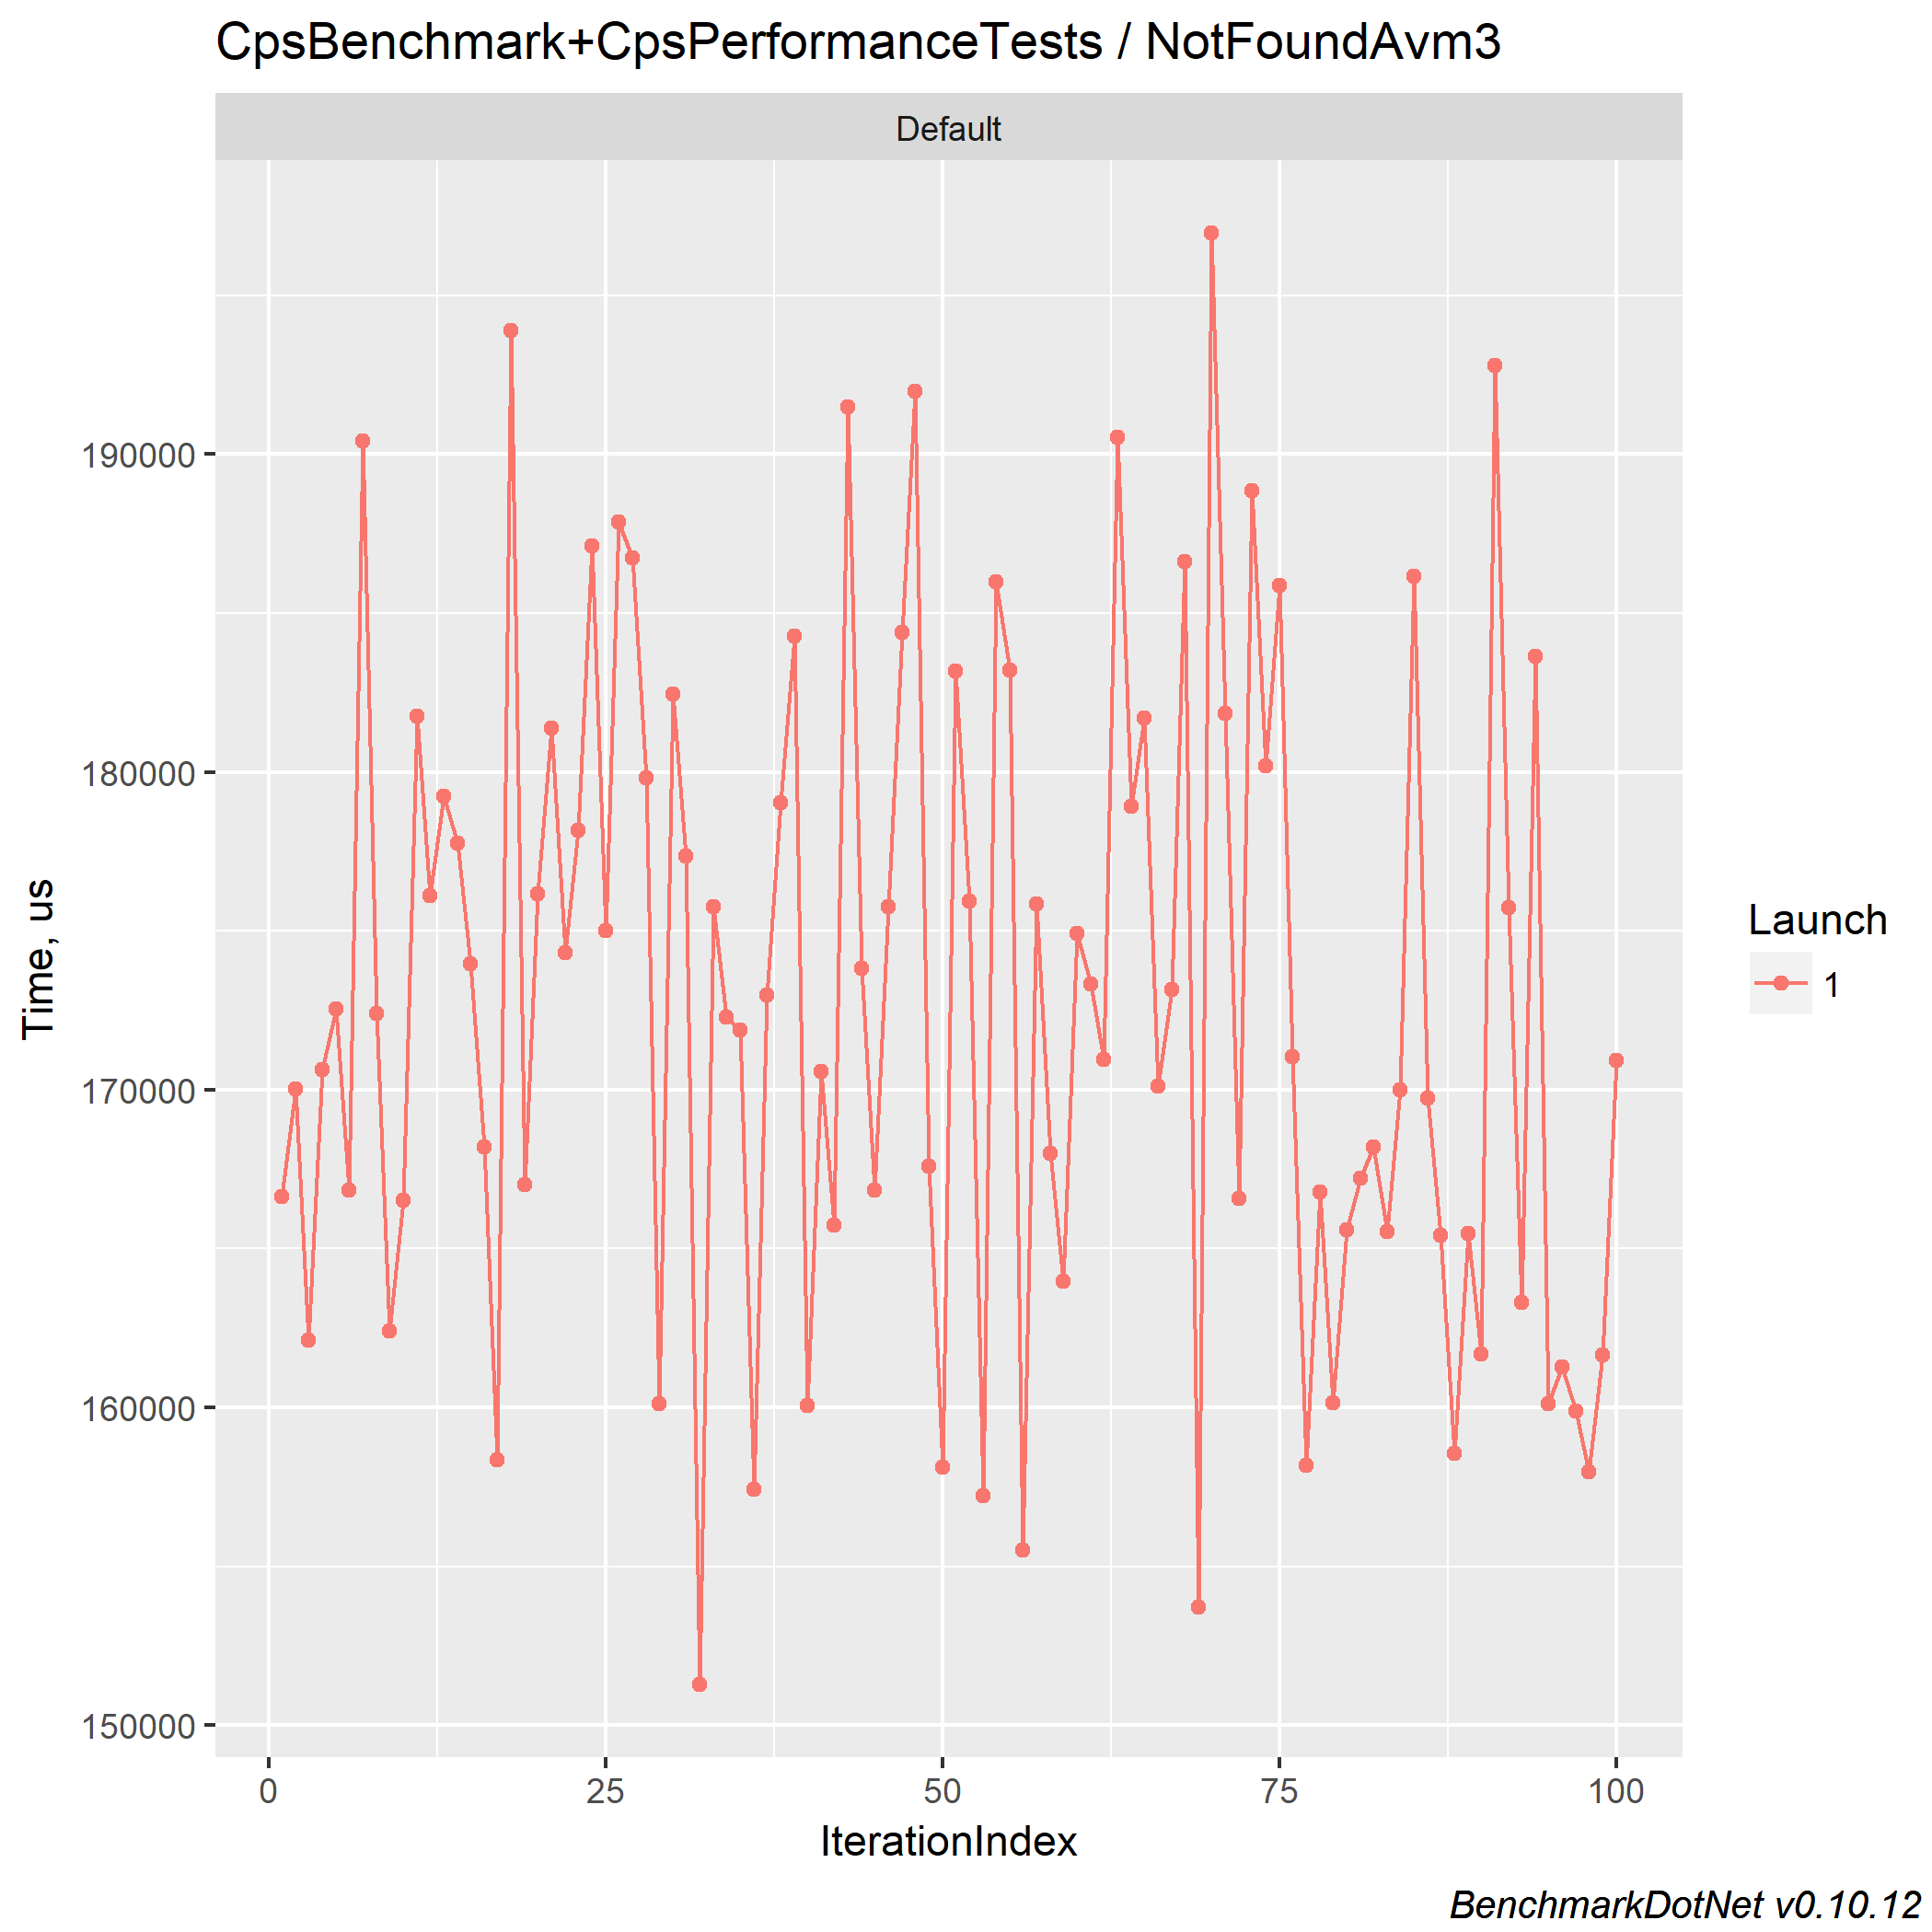 CpsBenchmark+CpsPerformanceTests / NotFoundAvm3
Default
190000
180000
170000
160000
150000
Time, us
0 25 50 75 100
IterationIndex
Launch
1
BenchmarkDotNet v0.10.12